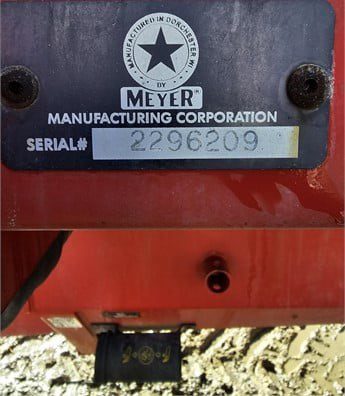 MANUFACTURED IN DORCHESTER WI.
BY
MEYER
MANUFACTURING CORPORATION
SERIAL# 2296209